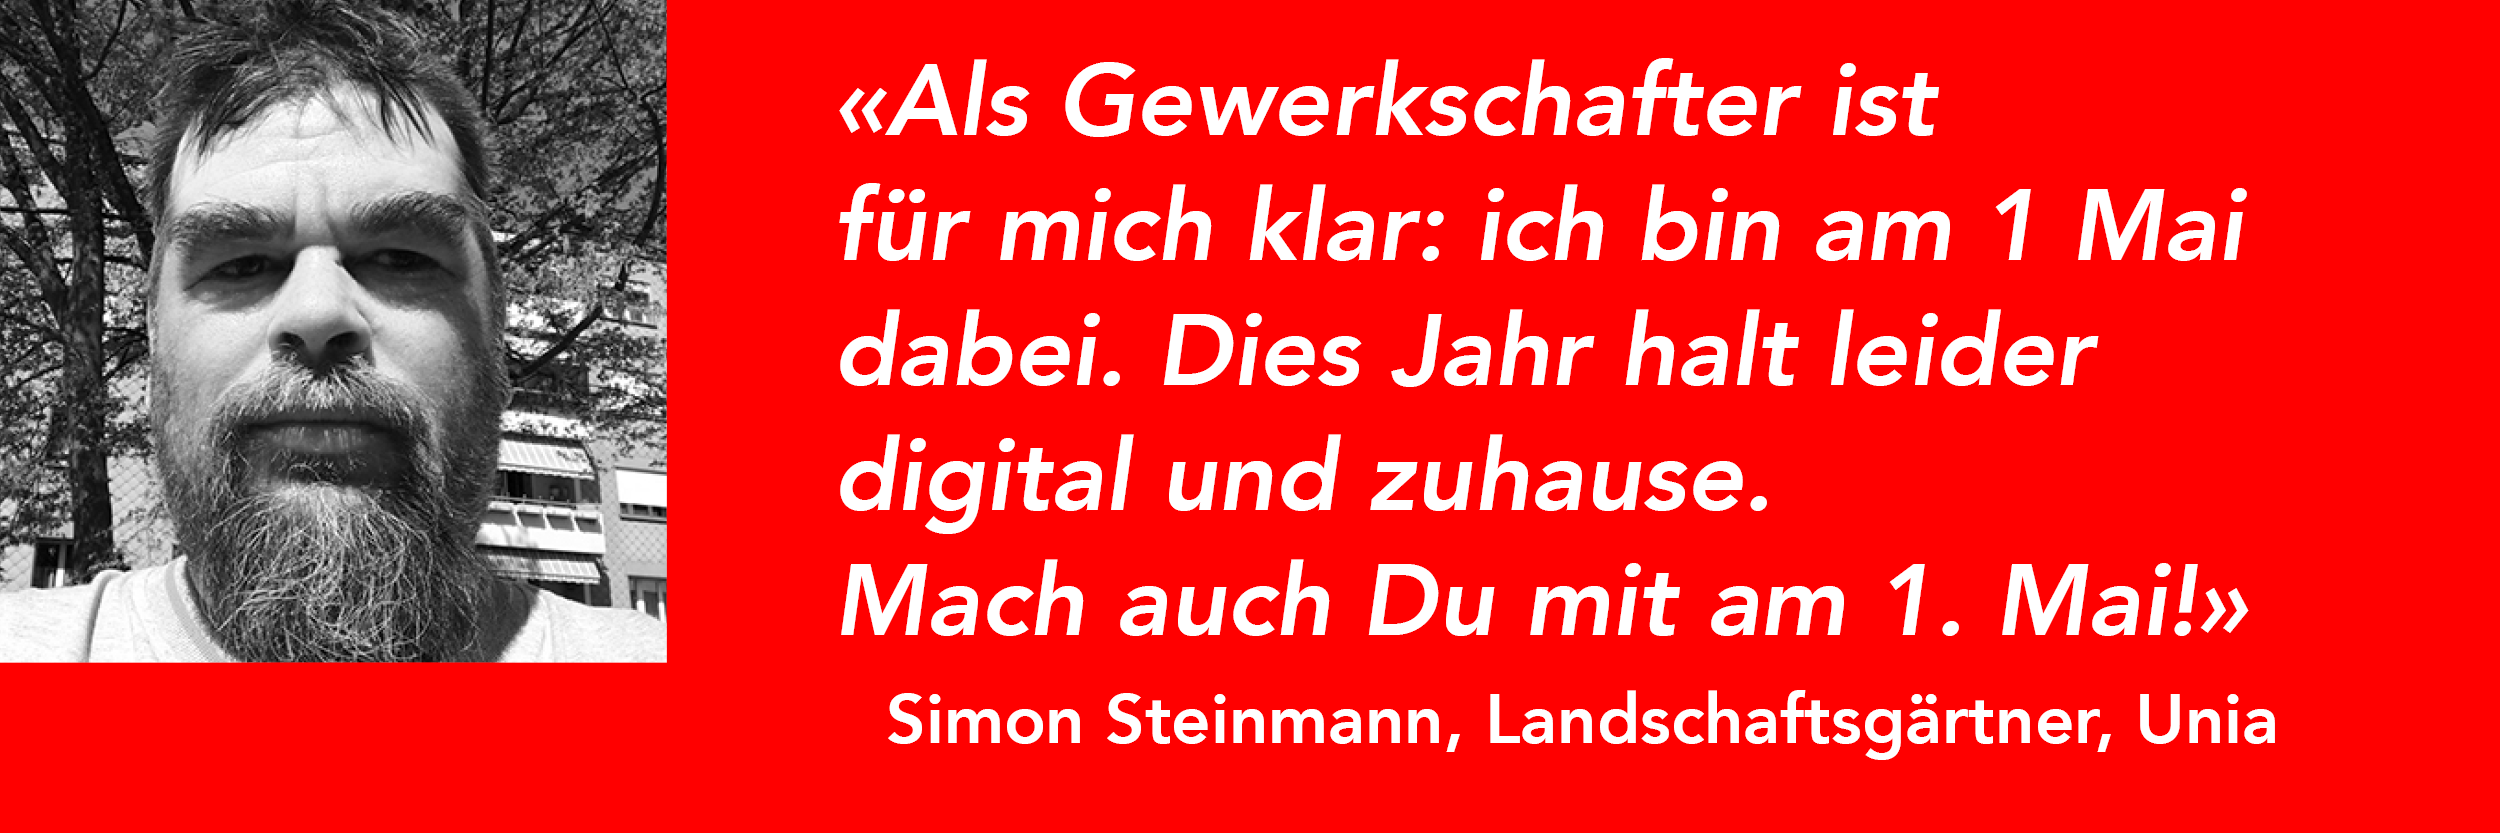 «Als Gewerkschafter ist
für mich klar: ich bin am 1 Mai
dabei. Dies Jahr halt leider
digital und zuhause.
Mach auch Du mit am 1. Mai!»
Simon Steinmann, Landschaftsgärtner, Unia